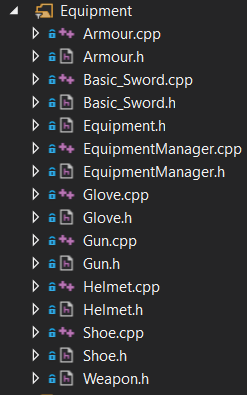 Equipment
Armour.cpp
Armour.h
Basic_Sword.cpp
Basic_Sword.h
Equipment.h
EquipmentManager.cpp
EquipmentManager.h
Glove.cpp
Glove.h
Gun.cpp
Gun.h
Helmet.cpp
Helmet.h
Shoe.cpp
Shoe.h
Weapon.h